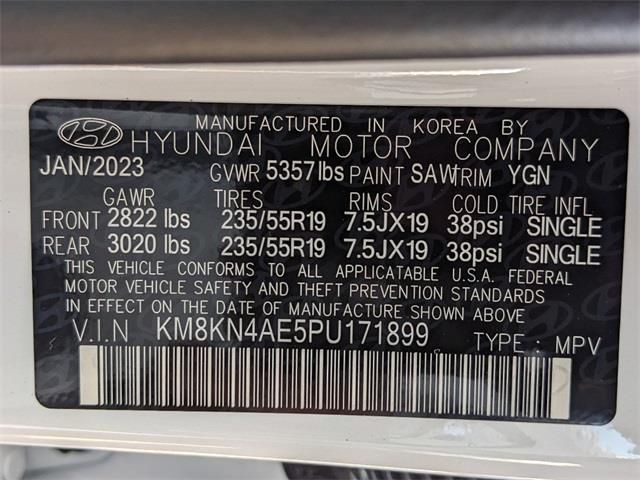 MANUFACTURED IN KOREA BY
HYUNDAI MOTOR COMPANY
JAN/2023 GVWR 5357lbs PAINT SAW TRIM YGN
GAWR TIRES RIMS COLD TIRE INFL
FRONT 2822 lbs 235/55R19 7.5JX19 38psi SINGLE
REAR 3020 lbs 235/55R19 7.5JX19 38psi SINGLE
THIS VEHICLE CONFORMS TO ALL APPLICABLE U.S.A. FEDERAL
MOTOR VEHICLE SAFETY AND THEFT PREVENTION STANDARDS
IN EFFECT ON THE DATE OF MANUFACTURE SHOWN ABOVE
V.I.N KM8KN4AE5PU171899 TYPE : MPV